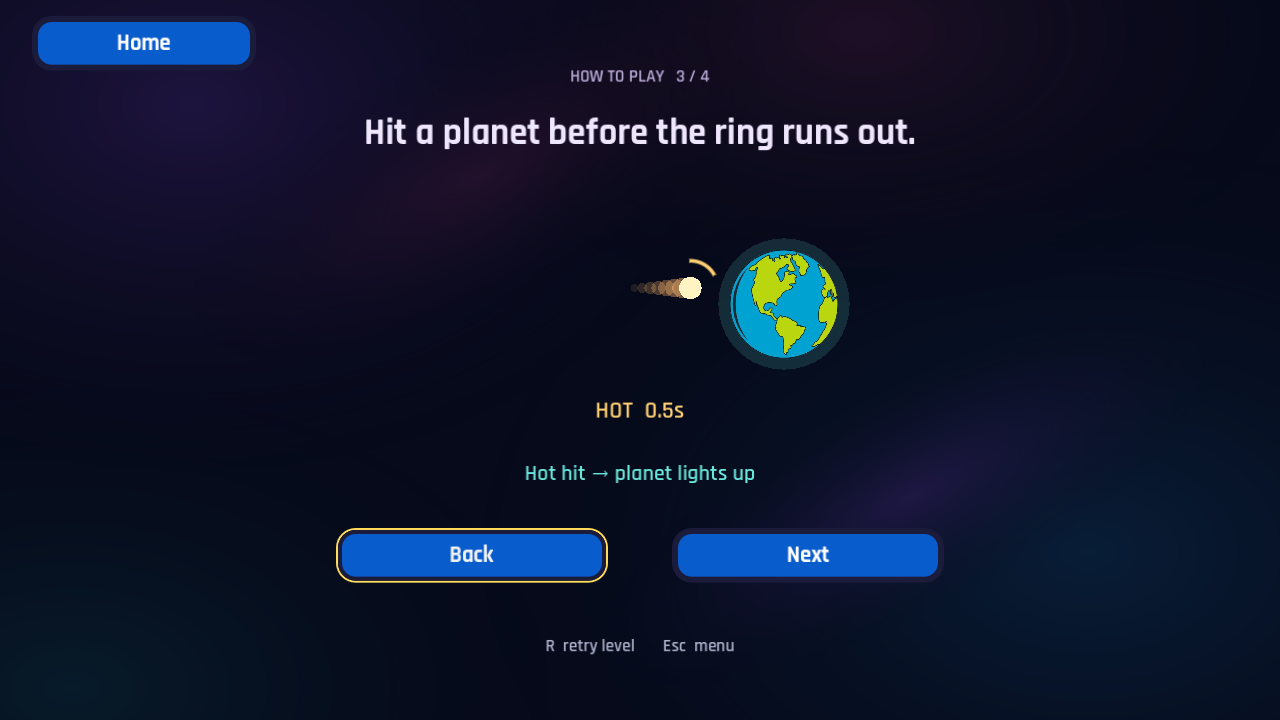 Home
HOW TO PLAY 3 / 4
Hit a planet before the ring runs out.
HOT 0.5s
Hot hit → planet lights up
Back
Next
R retry level Esc menu